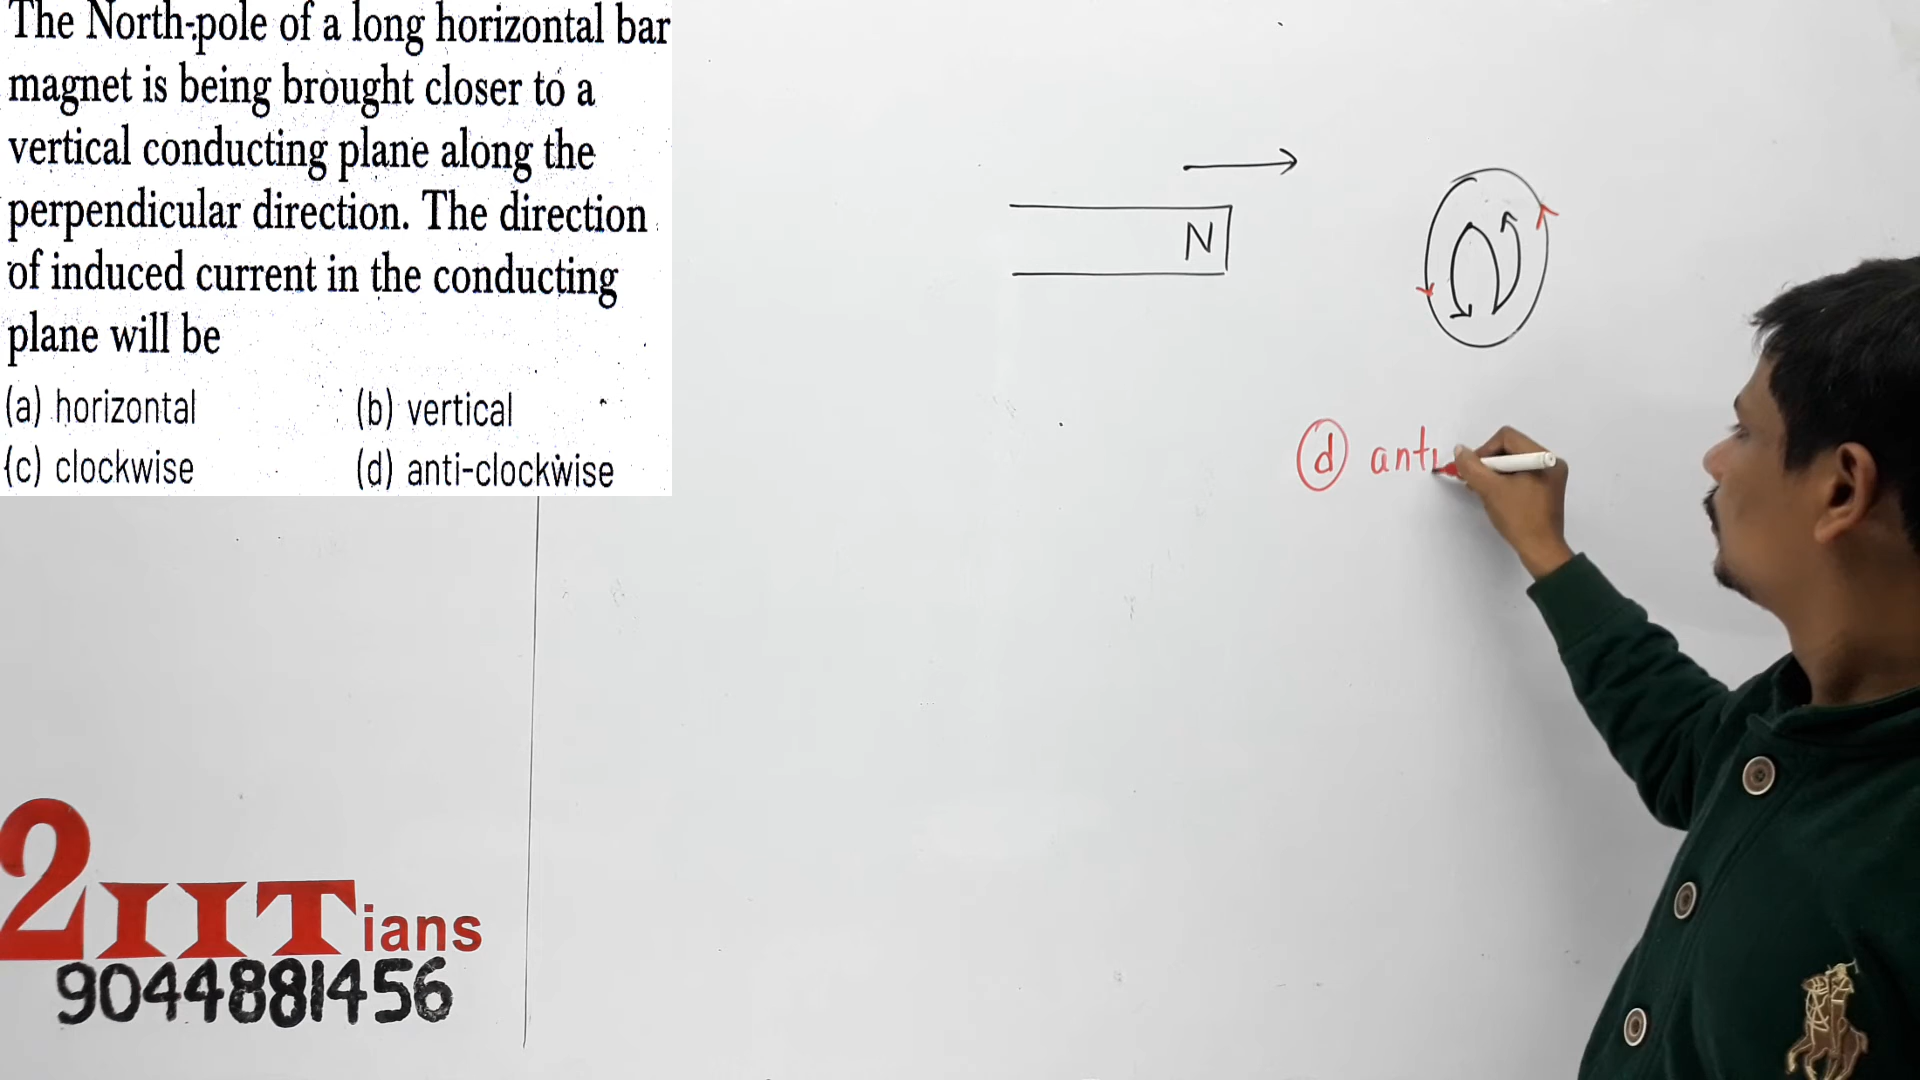 The North-pole of a long horizontal bar
magnet is being brought closer to a
vertical conducting plane along the
perpendicular direction. The direction
of induced current in the conducting
plane will be
(a) horizontal (b) vertical
(c) clockwise (d) anti-clockwise
N
N
(d) anti
2IITians
9044881456